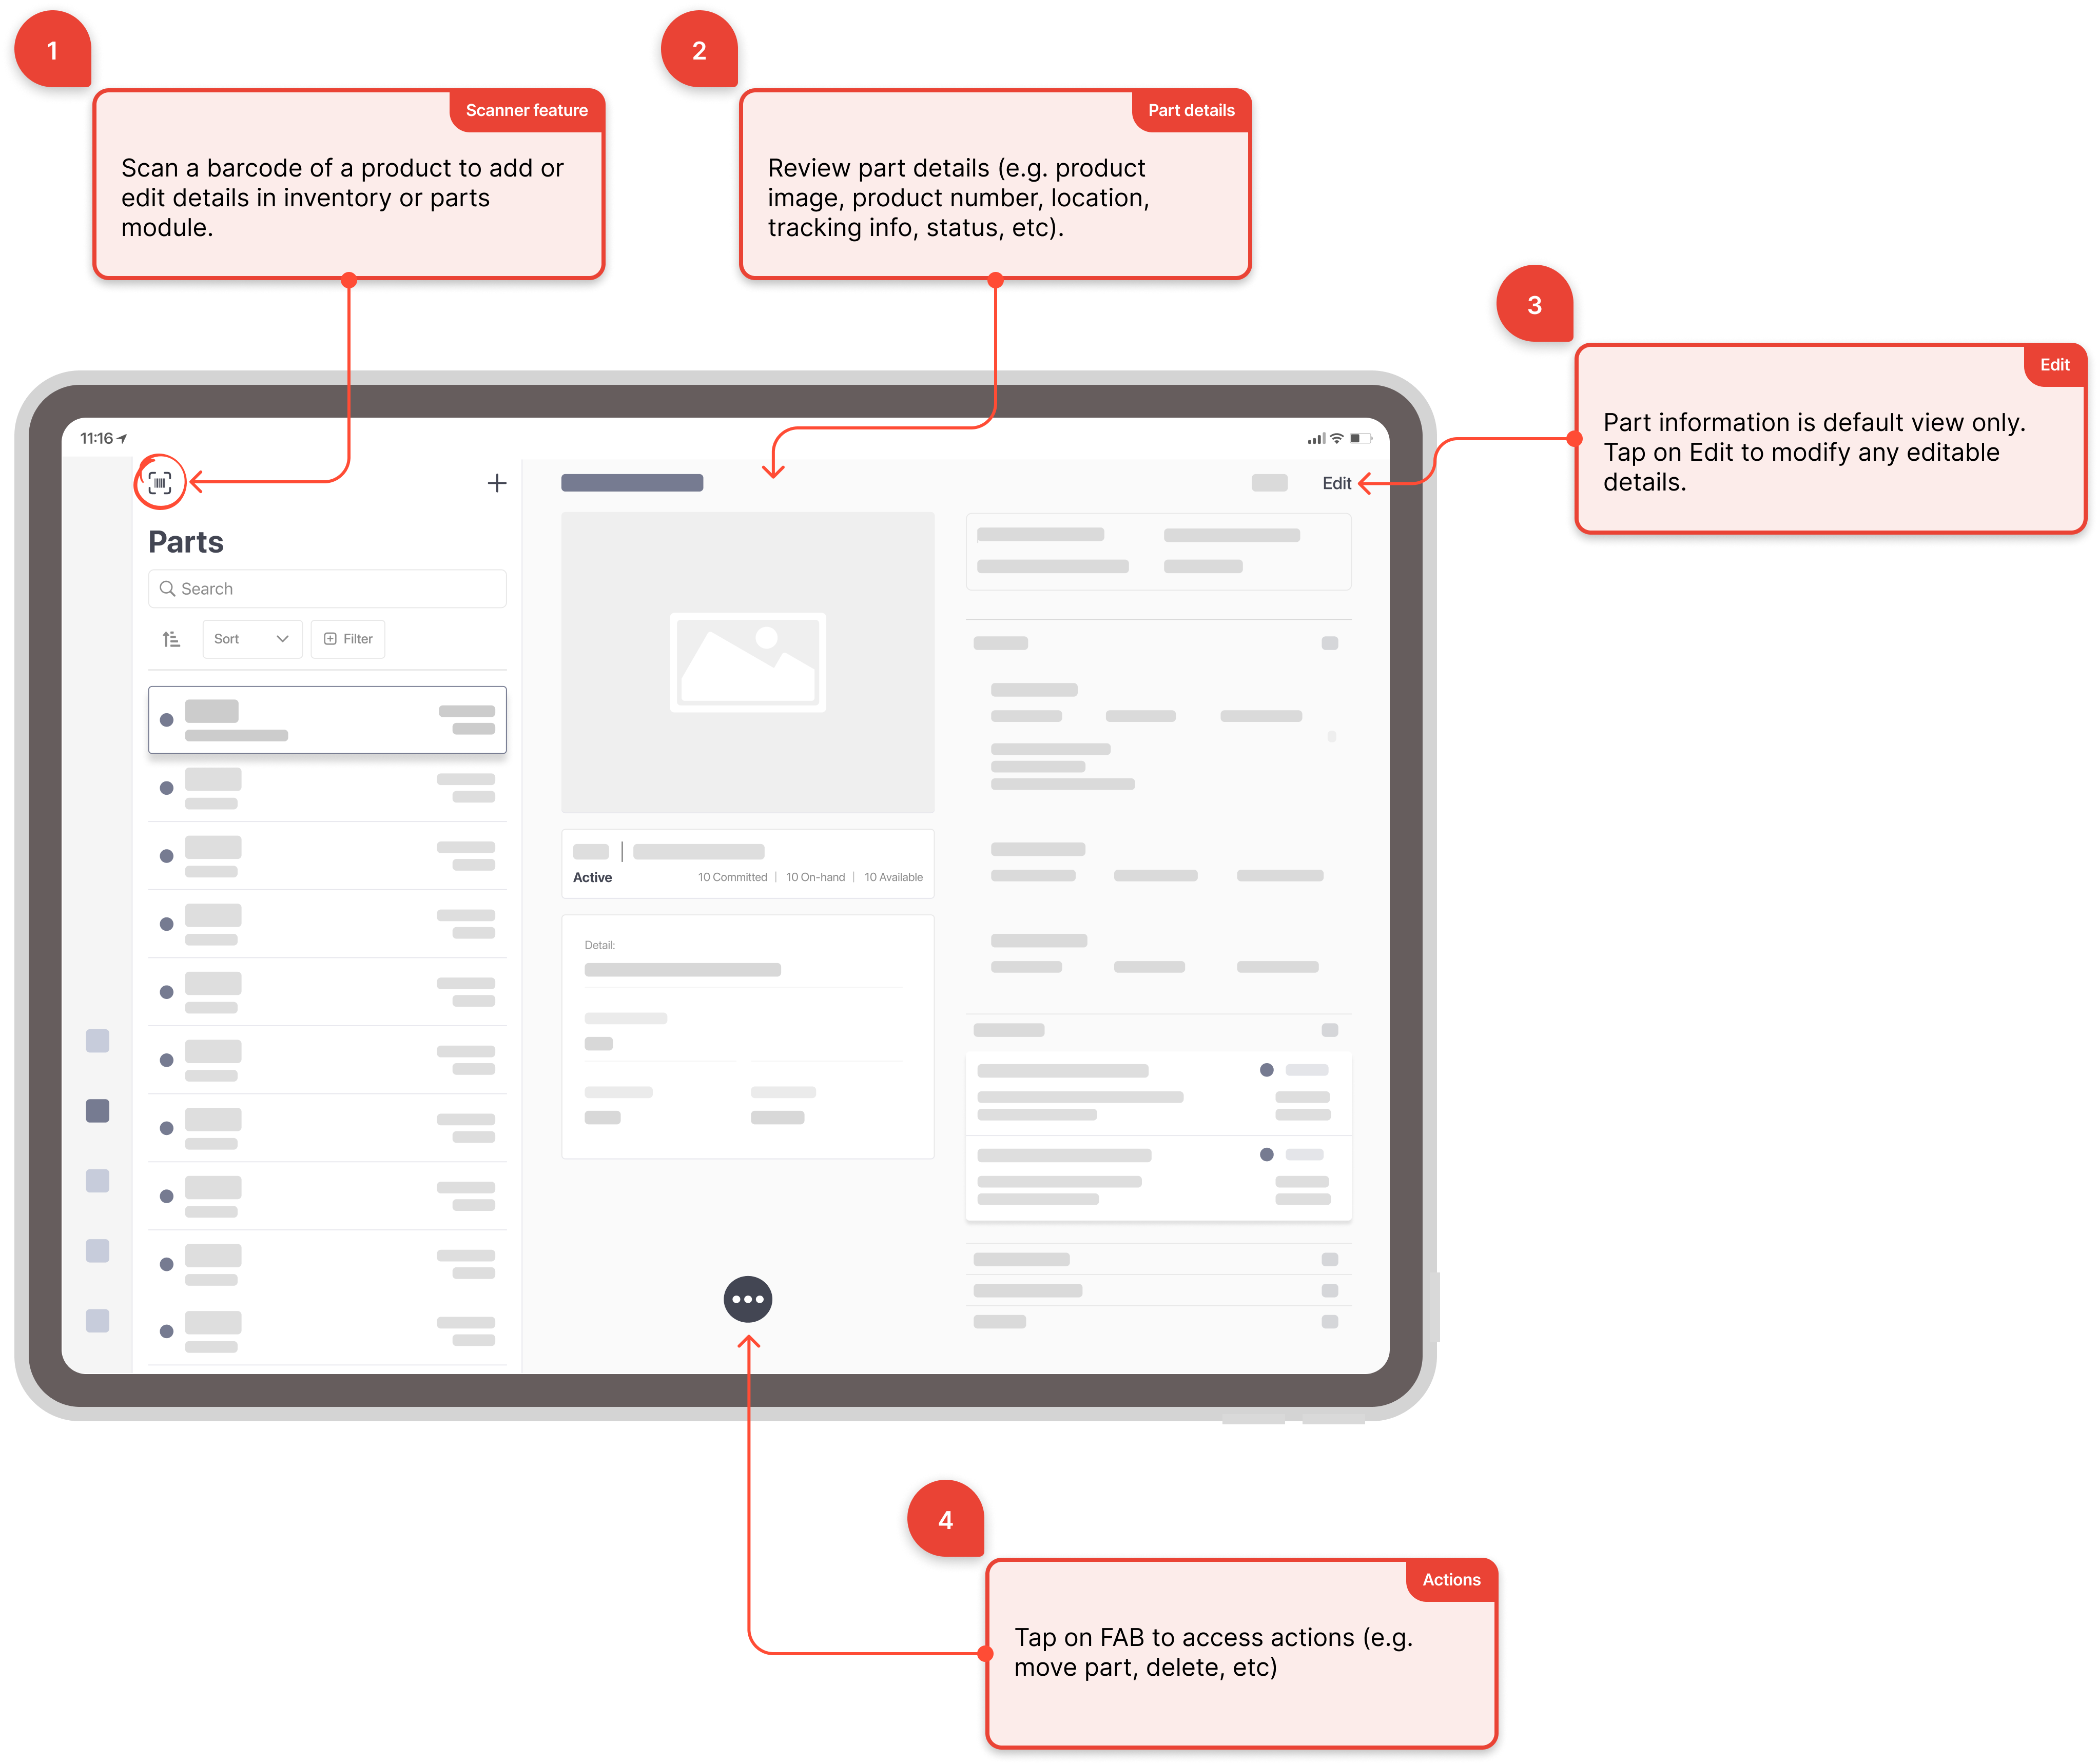 1
Scanner feature
Scan a barcode of a product to add or
edit details in inventory or parts
module.
2
Part details
Review part details (e.g. product
image, product number, location,
tracking info, status, etc).
3
Edit
Part information is default view only.
Tap on Edit to modify any editable
details.
11:16
Edit
Parts
Search
Sort
Filter
Active
10 Committed | 10 On-hand | 10 Available
Detail:
4
Actions
Tap on FAB to access actions (e.g.
move part, delete, etc)